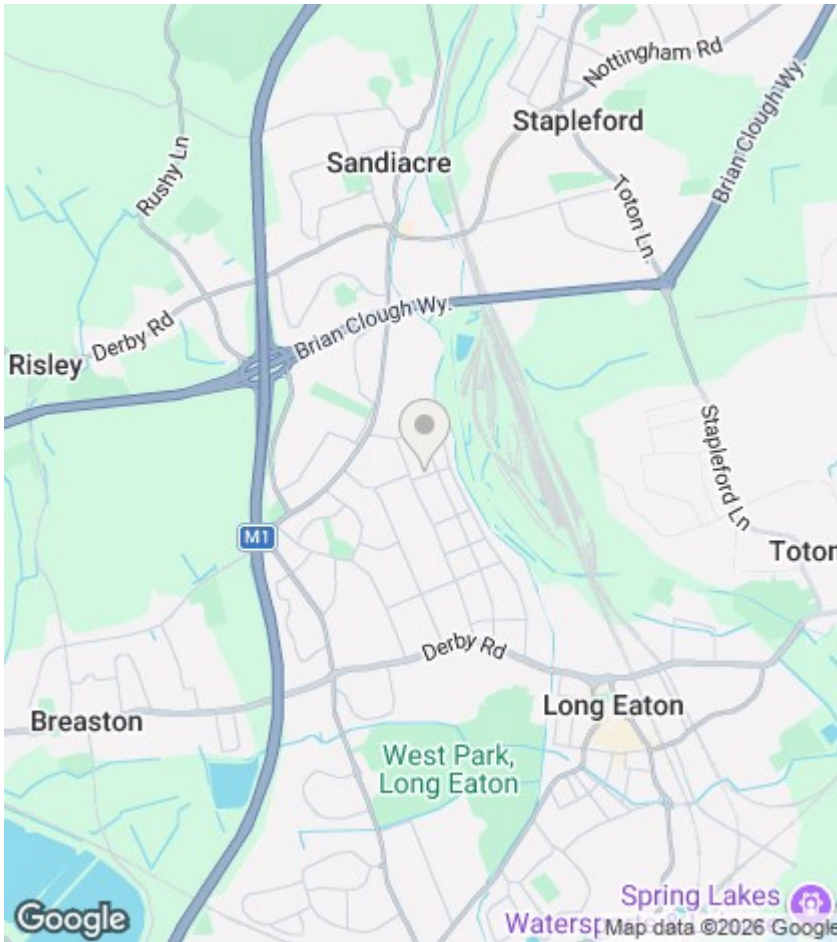 Nottingham Rd
Stapleford
Sandiacre
Brian Clough Wy.
Rushy Ln
Toton Ln.
Derby Rd
Brian Clough Wy.
Risley
Stapleford Ln
M1
Toton
Derby Rd
Breaston
Long Eaton
West Park,
Long Eaton
Spring Lakes
Google
Map data ©2026 Google